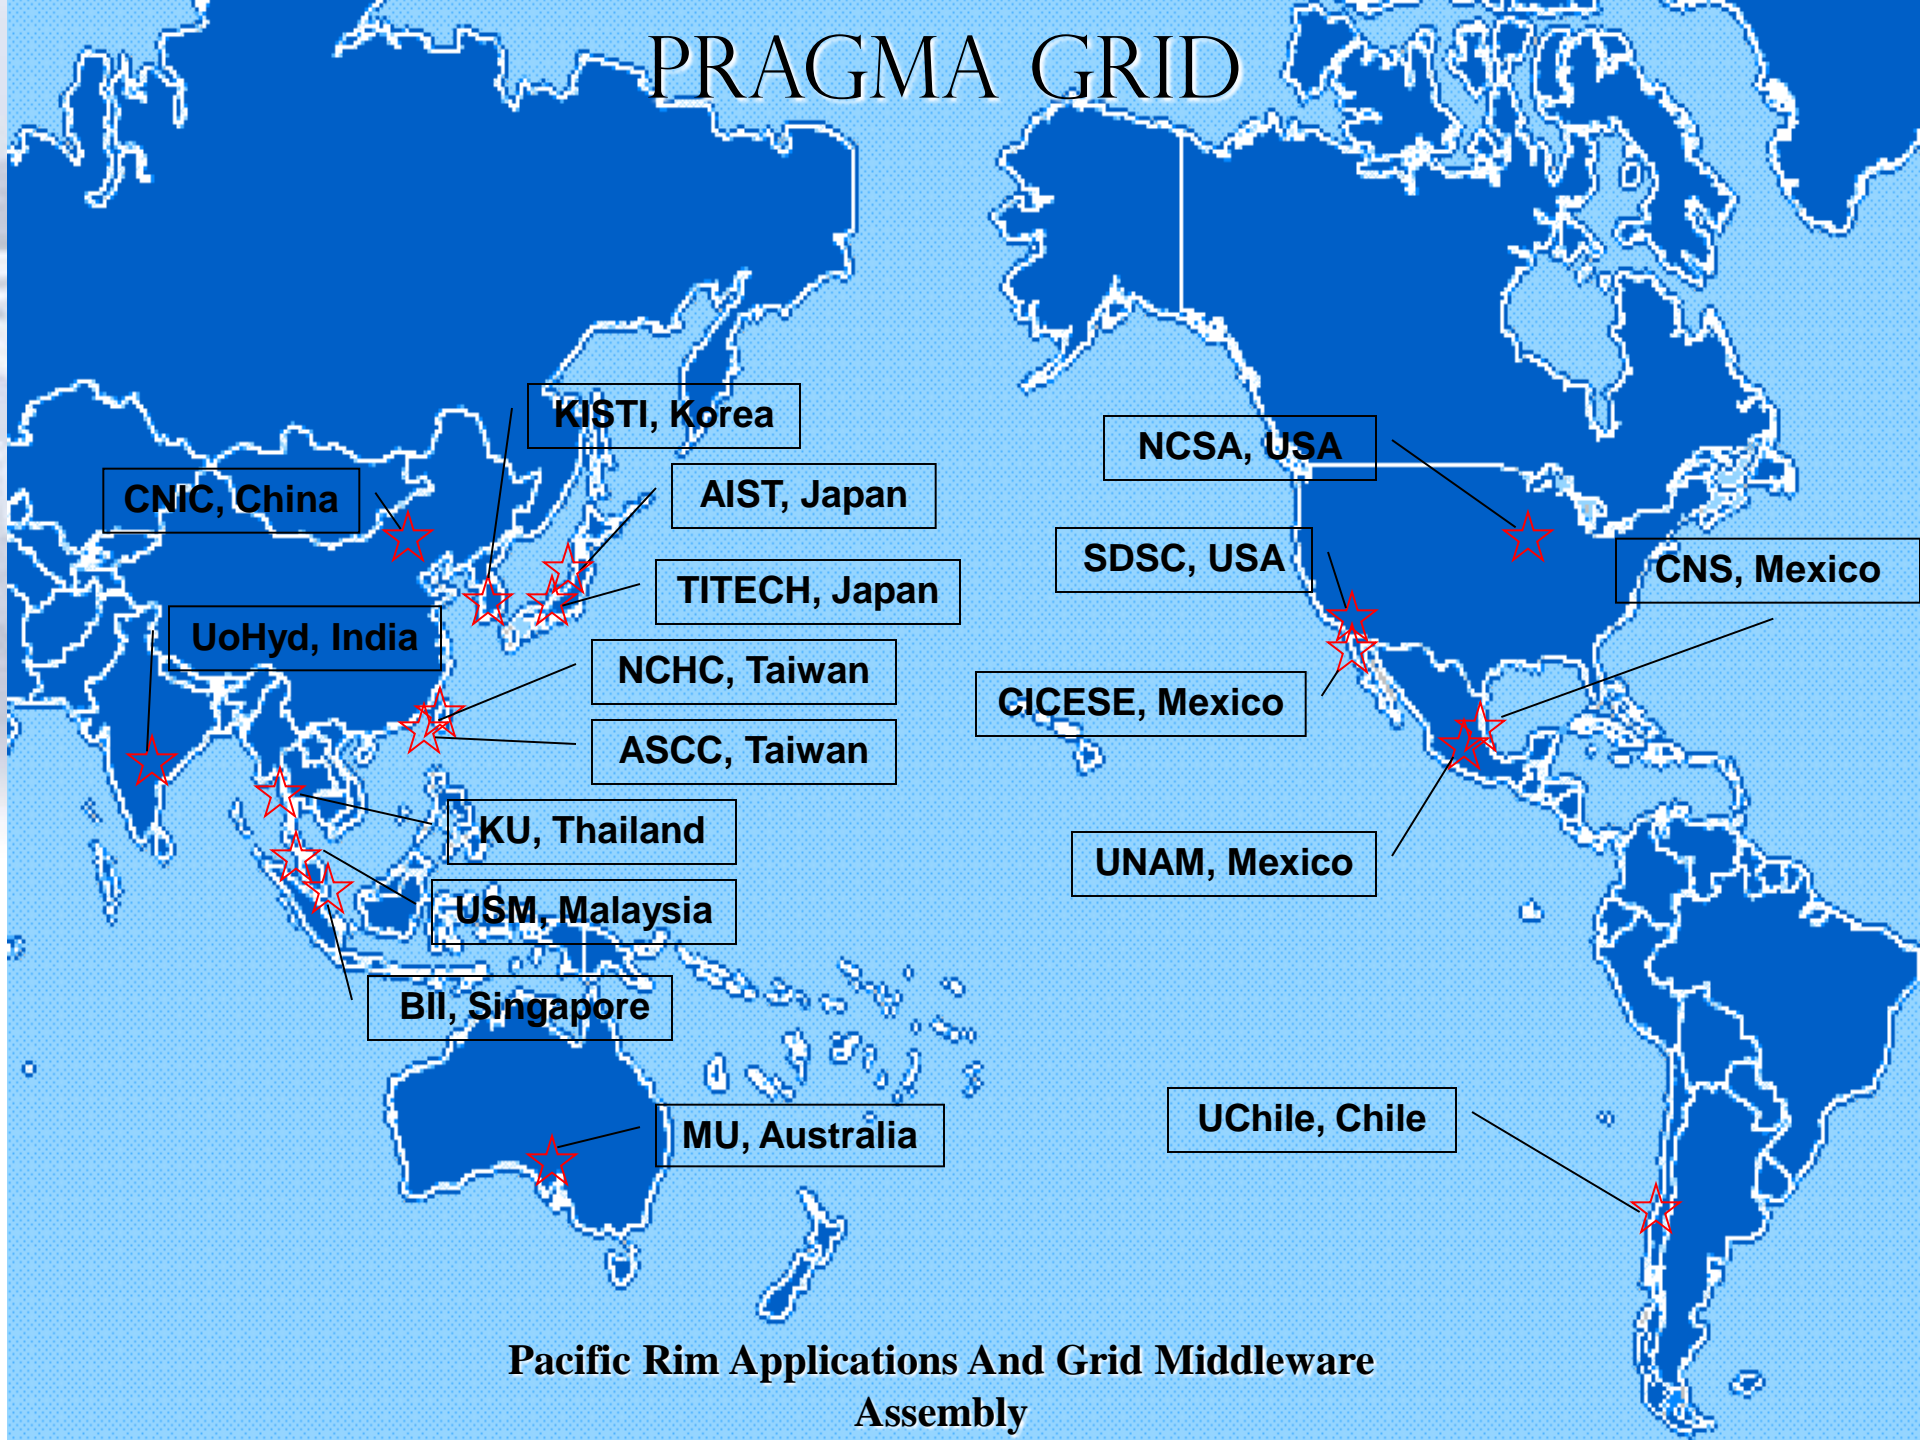 PRAGMA GRID
KISTI, Korea
NCSA, USA
CNIC, China
AIST, Japan
SDSC, USA
CNS, Mexico
TITECH, Japan
UoHyd, India
NCHC, Taiwan
CICESE, Mexico
ASCC, Taiwan
KU, Thailand
UNAM, Mexico
USM, Malaysia
BII, Singapore
MU, Australia
UChile, Chile
Pacific Rim Applications And Grid Middleware
Assembly